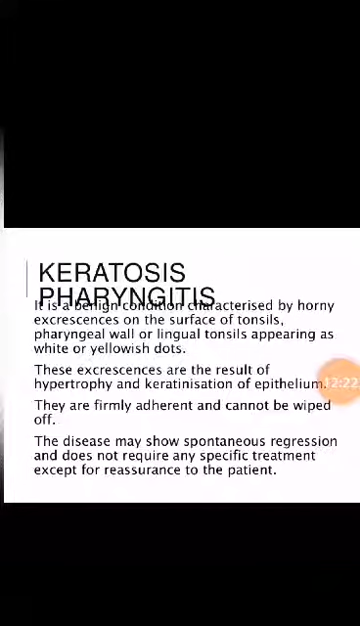 KERATOSIS
PHARYNGITIS
It is a benign condition characterised by horny
excrescences on the surface of tonsils,
pharyngeal wall or lingual tonsils appearing as
white or yellowish dots.
These excrescences are the result of
hypertrophy and keratinisation of epithelium.
12:22
They are firmly adherent and cannot be wiped
off.
The disease may show spontaneous regression
and does not require any specific treatment
except for reassurance to the patient.